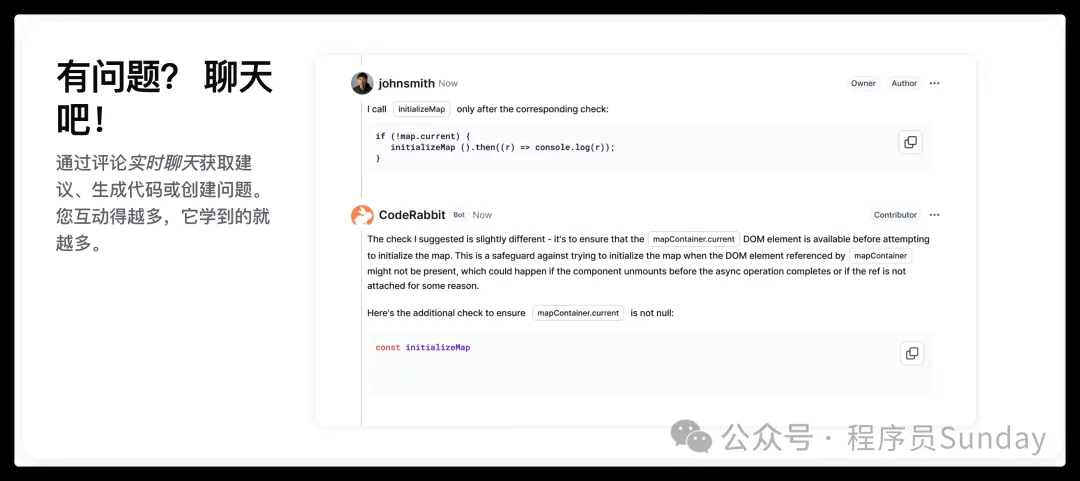 有问题？ 聊天
吧！
通过评论实时聊天获取建
议、生成代码或创建问题。
您互动得越多，它学到的就
越多。
johnsmith Now Owner Author
I call initializeMap only after the corresponding check:
if (!map.current) {
initializeMap ().then((r) => console.log(r));
}
CodeRabbit Bot Now Contributor
The check I suggested is slightly different - it's to ensure that the mapContainer.current DOM element is available before attempting
to initialize the map. This is a safeguard against trying to initialize the map when the DOM element referenced by mapContainer
might not be present, which could happen if the component unmounts before the async operation completes or if the ref is not
attached for some reason.
Here's the additional check to ensure mapContainer.current is not null:
const initializeMap
公众号 · 程序员Sunday